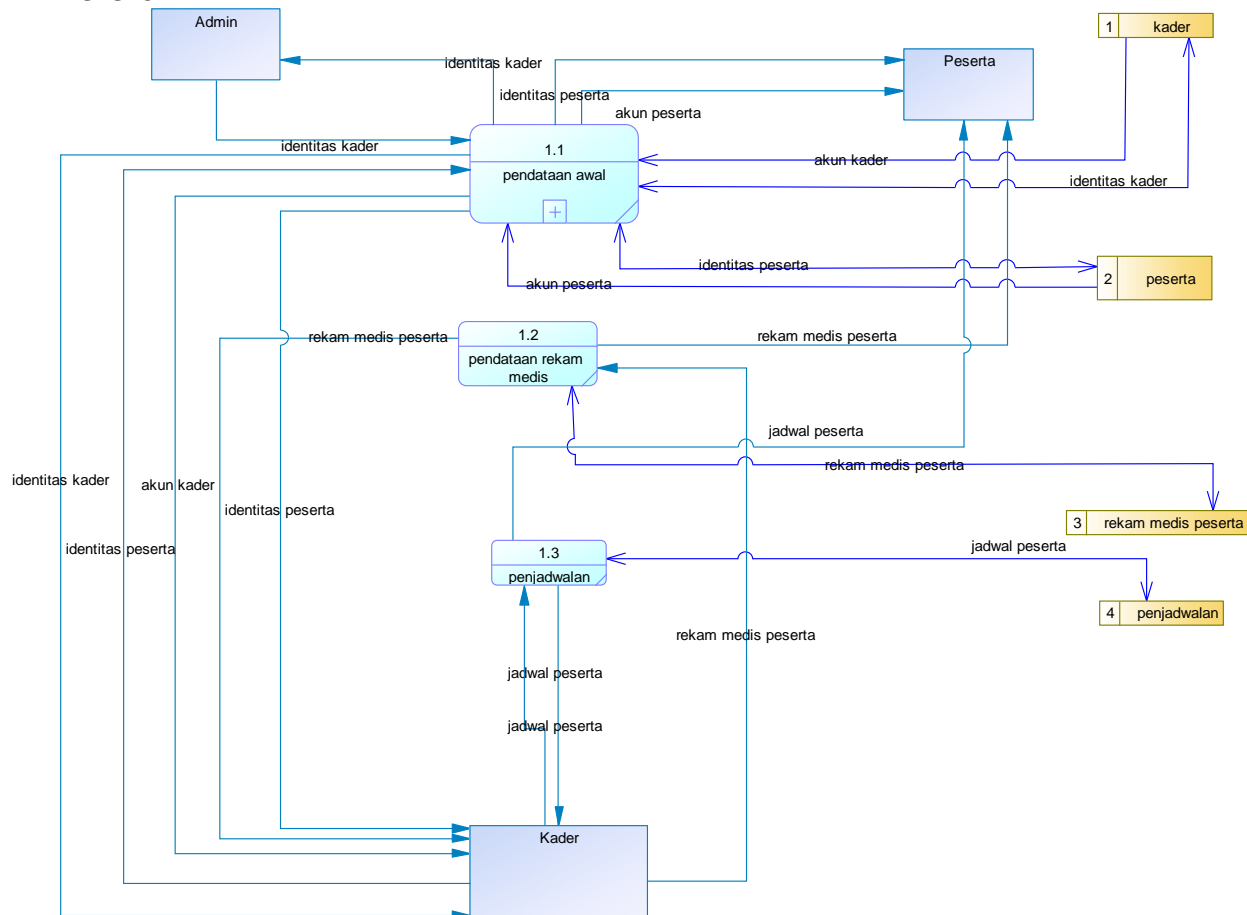 Admin
1 kader
Peserta
identitas kader
identitas peserta
akun peserta
identitas kader
1.1
pendataan awal
akun kader
identitas kader
identitas peserta
akun peserta
2 peserta
rekam medis peserta
1.2
pendataan rekam
medis
rekam medis peserta
jadwal peserta
rekam medis peserta
identitas kader
akun kader
identitas peserta
identitas peserta
3 rekam medis peserta
1.3
penjadwalan
jadwal peserta
4 penjadwalan
rekam medis peserta
jadwal peserta
jadwal peserta
Kader